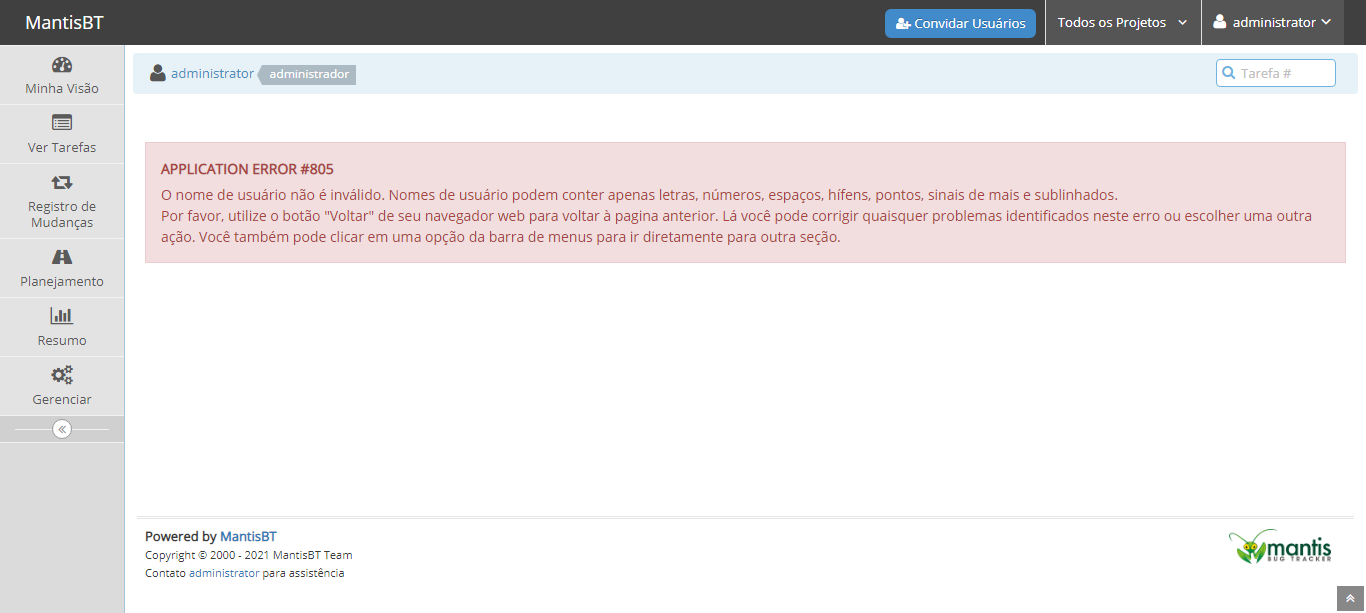 MantisBT
Convidar Usuários
Todos os Projetos
administrator
Minha Visão
Ver Tarefas
Registro de
Mudanças
Planejamento
Resumo
Gerenciar
administrator administrador
Tarefa #
APPLICATION ERROR #805
O nome de usuário não é inválido. Nomes de usuário podem conter apenas letras, números, espaços, hífens, pontos, sinais de mais e sublinhados.
Por favor, utilize o botão "Voltar" de seu navegador web para voltar à pagina anterior. Lá você pode corrigir quaisquer problemas identificados neste erro ou escolher uma outra
ação. Você também pode clicar em uma opção da barra de menus para ir diretamente para outra seção.
Powered by MantisBT
Copyright © 2000 - 2021 MantisBT Team
Contato administrator para assistência
mantis
BUG TRACKER